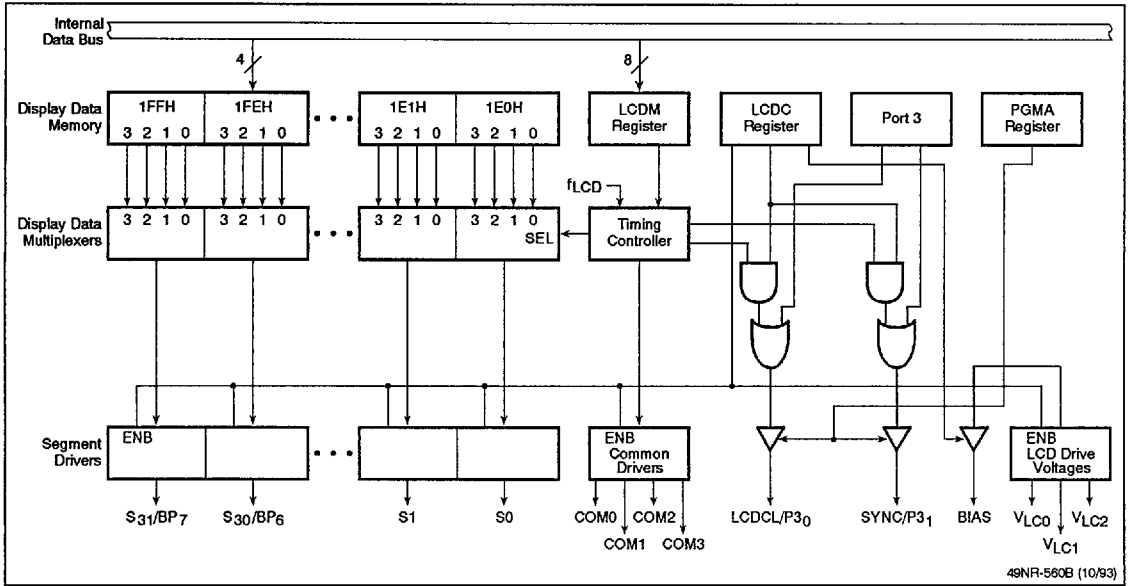 Internal
Data Bus
4
8
Display Data
Memory
1FFH
1FEH
1E1H
1E0H
LCDM
Register
LCDC
Register
Port 3
PGMA
Register
3 2 1 0
3 2 1 0
3 2 1 0
3 2 1 0
fLCD
Display Data
Multiplexers
3 2 1 0
3 2 1 0
3 2 1 0
3 2 1 0
SEL
Timing
Controller
Segment
Drivers
ENB
ENB
Common
Drivers
ENB
LCD Drive
Voltages
S31/BP7
S30/BP6
S1
S0
COM0
COM2
COM1
COM3
LCDCL/P30
SYNC/P31
BIAS
VLC0
VLC2
VLC1
49NR-560B (10/93)